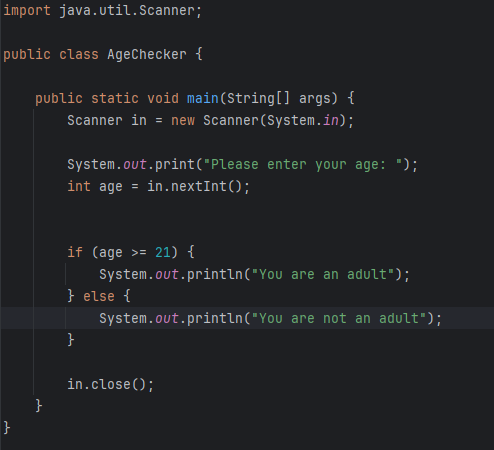 import java.util.Scanner;
public class AgeChecker {
public static void main(String[] args) {
Scanner in = new Scanner(System.in);
System.out.print("Please enter your age: ");
int age = in.nextInt();
if (age >= 21) {
System.out.println("You are an adult");
} else {
System.out.println("You are not an adult");
}
in.close();
}
}